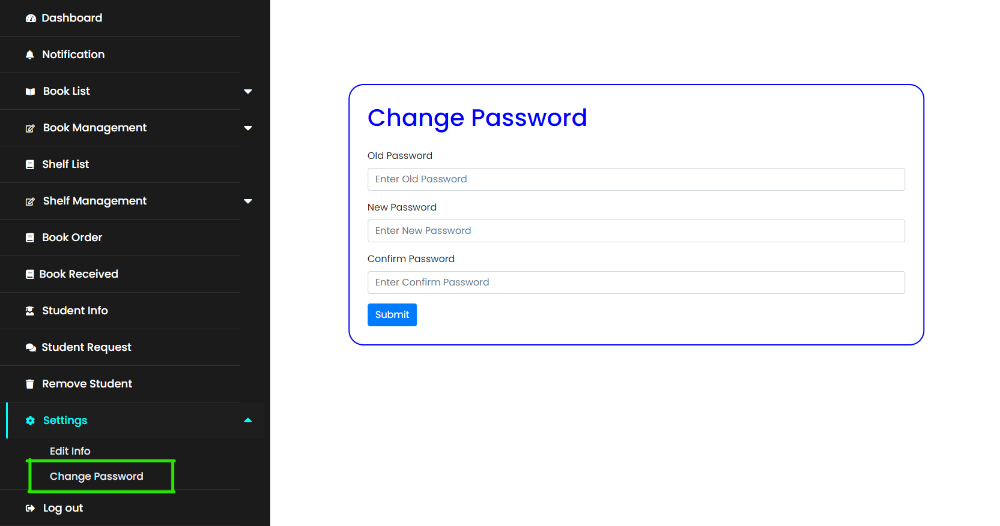 Dashboard
Notification
Book List
Book Management
Shelf List
Shelf Management
Book Order
Book Received
Student Info
Student Request
Remove Student
Settings
Edit Info
Change Password
Log out
Change Password
Old Password
Enter Old Password
New Password
Enter New Password
Confirm Password
Enter Confirm Password
Submit